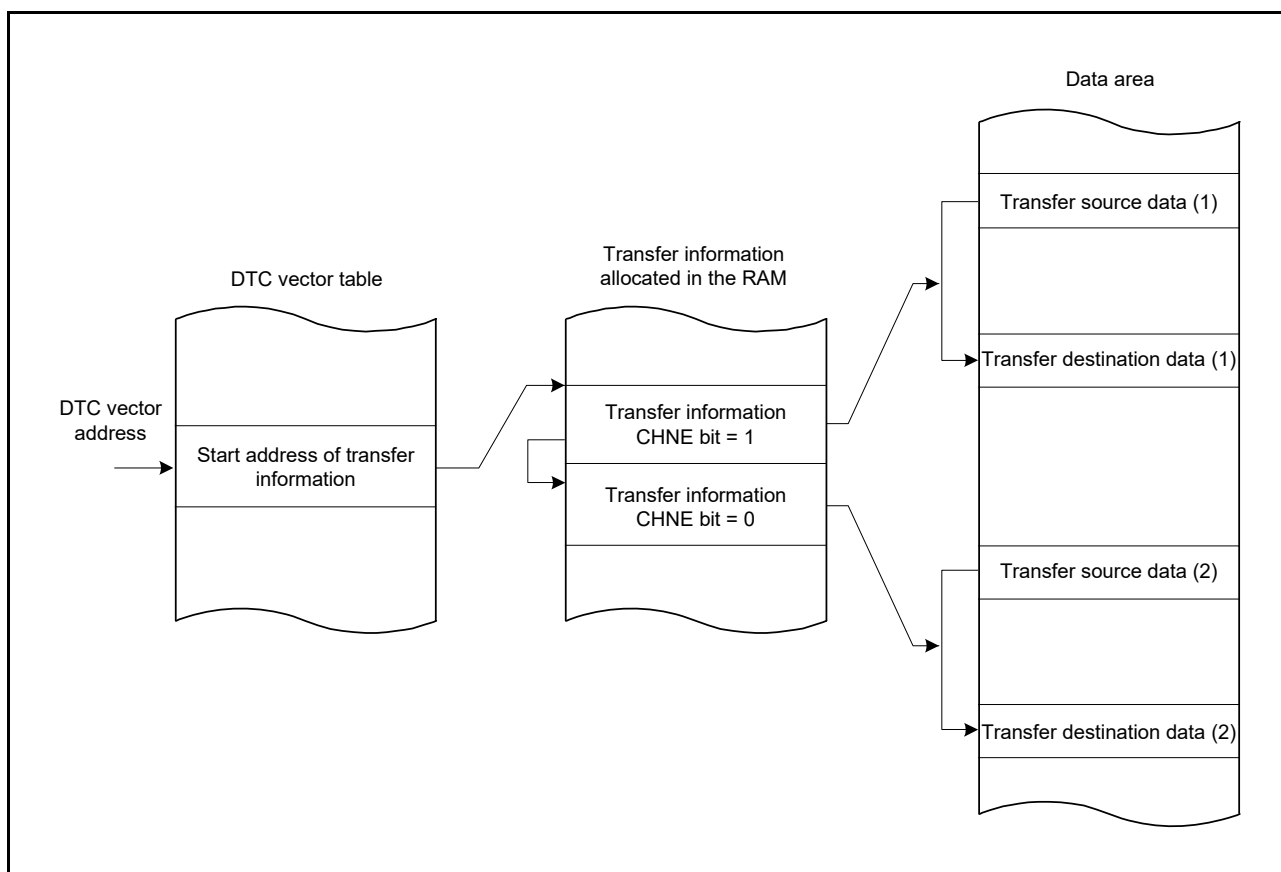 Data area
Transfer source data (1)
Transfer information
allocated in the RAM
DTC vector table
Transfer destination data (1)
DTC vector
address
Transfer information
CHNE bit = 1
Start address of transfer
information
Transfer information
CHNE bit = 0
Transfer source data (2)
Transfer destination data (2)